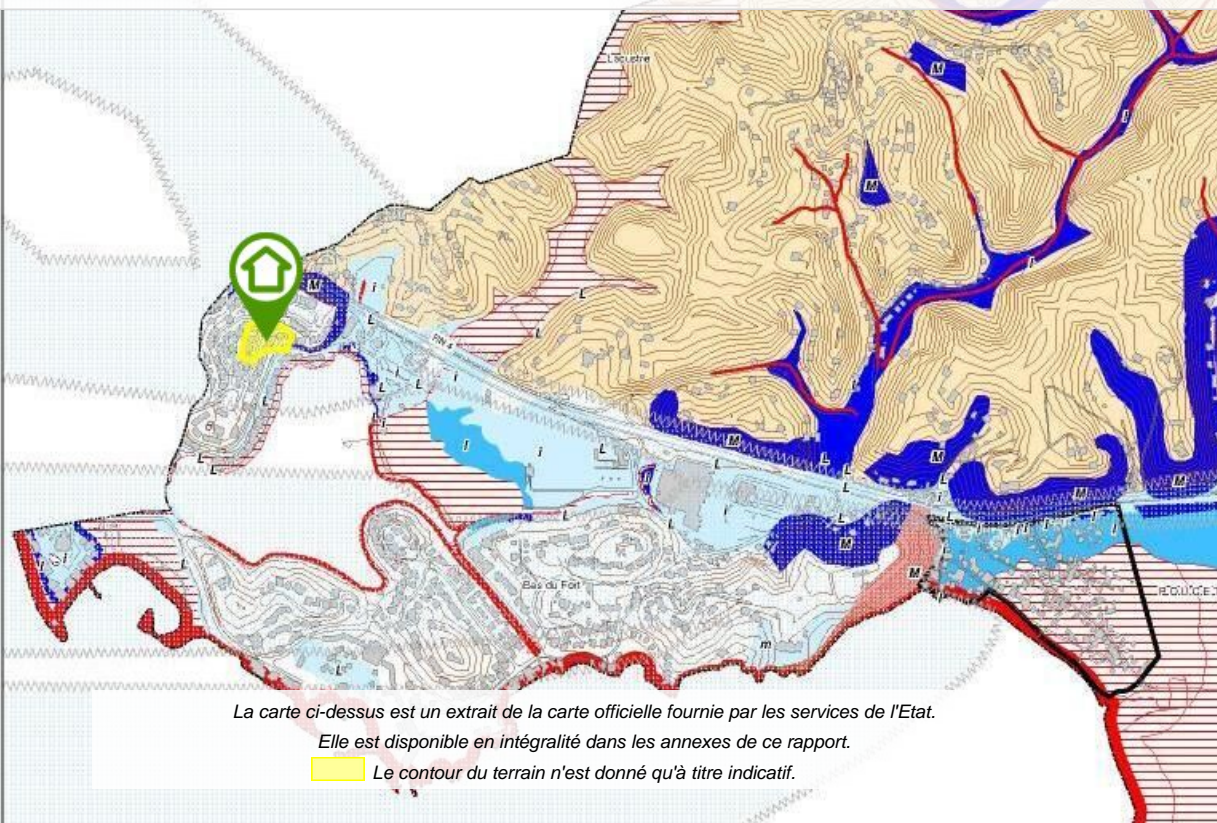 Lacustre
M
M
I
I
M
i
L
L
L
RN 4
i
i
L
L
L
i
I
i
L
L
M
L
L
L
M
L
i
M
M
L
L
I
i
L
M
L
L
i
i
i
I
M
Bas du Fort
m
L
L
i
I
La carte ci-dessus est un extrait de la carte officielle fournie par les services de l'Etat.
Elle est disponible en intégralité dans les annexes de ce rapport.
Le contour du terrain n'est donné qu'à titre indicatif.